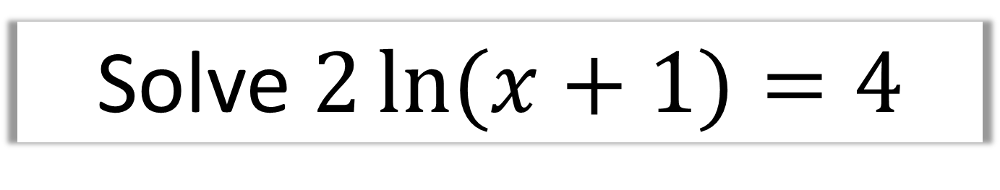 Solve 2 ln(x + 1) = 4